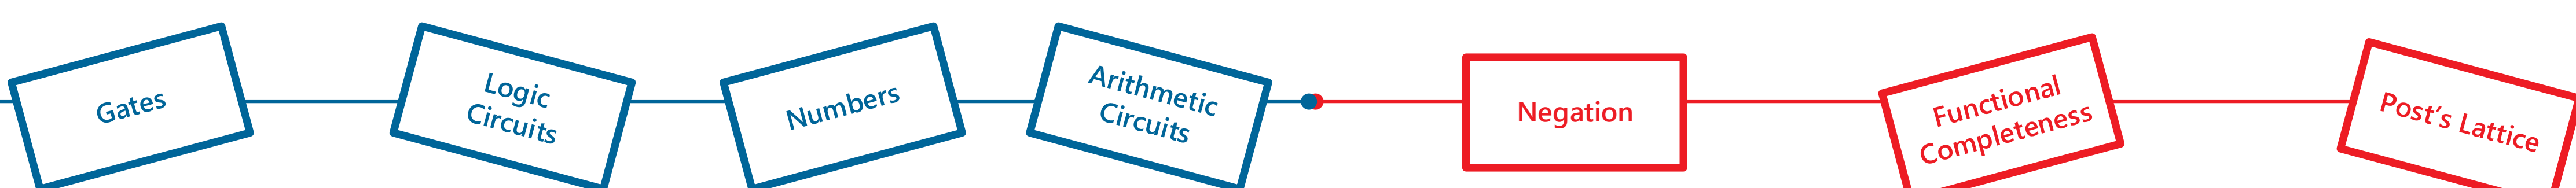 Gates
Logic
Circuits
Numbers
Arithmetic
Circuits
Negation
Functional
Completeness
Post's Lattice